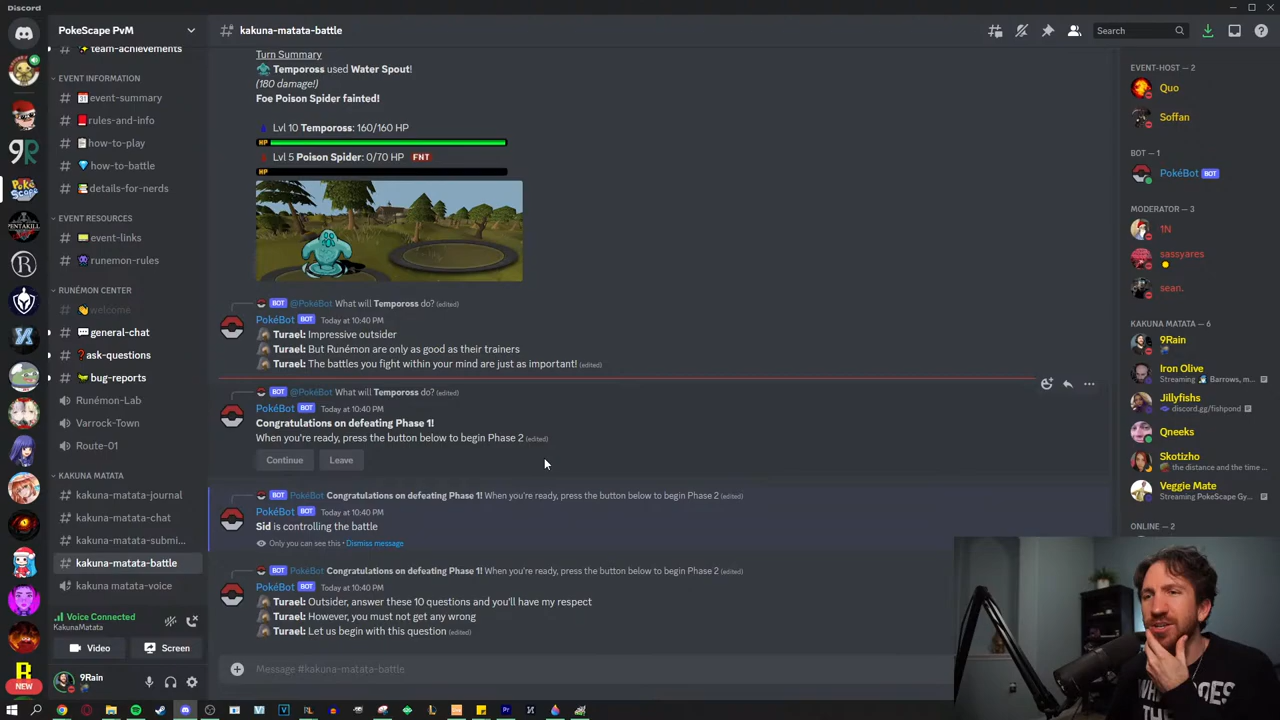 Discord
PokeScape PvM
team-achievements
EVENT INFORMATION
event-summary
rules-and-info
how-to-play
how-to-battle
details-for-nerds
EVENT RESOURCES
event-links
runemon-rules
RUNÉMON CENTER
welcome
general-chat
ask-questions
bug-reports
Runémon-Lab
Varrock-Town
Route-01
KAKUNA MATATA
kakuna-matata-journal
kakuna-matata-chat
kakuna-matata-submi...
kakuna-matata-battle
kakuna matata-voice
Voice Connected
KakunaMatata
Video
Screen
9Rain
NEW
kakuna-matata-battle
Search
Turn Summary
Tempoross used Water Spout!
(180 damage!)
Foe Poison Spider fainted!
Lvl 10 Tempoross: 160/160 HP
HP
Lvl 5 Poison Spider: 0/70 HP FNT
HP
BOT @PokéBot What will Tempoross do? (edited)
PokéBot BOT Today at 10:40 PM
Turael: Impressive outsider
Turael: But Runémon are only as good as their trainers
Turael: The battles you fight within your mind are just as important! (edited)
BOT @PokéBot What will Tempoross do? (edited)
PokéBot BOT Today at 10:40 PM
Congratulations on defeating Phase 1!
When you're ready, press the button below to begin Phase 2 (edited)
Continue
Leave
BOT PokéBot Congratulations on defeating Phase 1! When you're ready, press the button below to begin Phase 2 (edited)
PokéBot BOT Today at 10:40 PM
Sid is controlling the battle
Only you can see this • Dismiss message
BOT PokéBot Congratulations on defeating Phase 1! When you're ready, press the button below to begin Phase 2 (edited)
PokéBot BOT Today at 10:40 PM
Turael: Outsider, answer these 10 questions and you'll have my respect
Turael: However, you must not get any wrong
Turael: Let us begin with this question (edited)
Message #kakuna-matata-battle
EVENT-HOST — 2
Quo
Soffan
BOT — 1
PokéBot BOT
MODERATOR — 3
1N
sassyares
sean.
KAKUNA MATATA — 6
9Rain
Iron Olive
Streaming Barrows, m...
Jillyfishs
discord.gg/fishpond
Qneeks
Skotizho
the distance and the time ...
Veggie Mate
Streaming PokeScape Gy...
ONLINE — 2